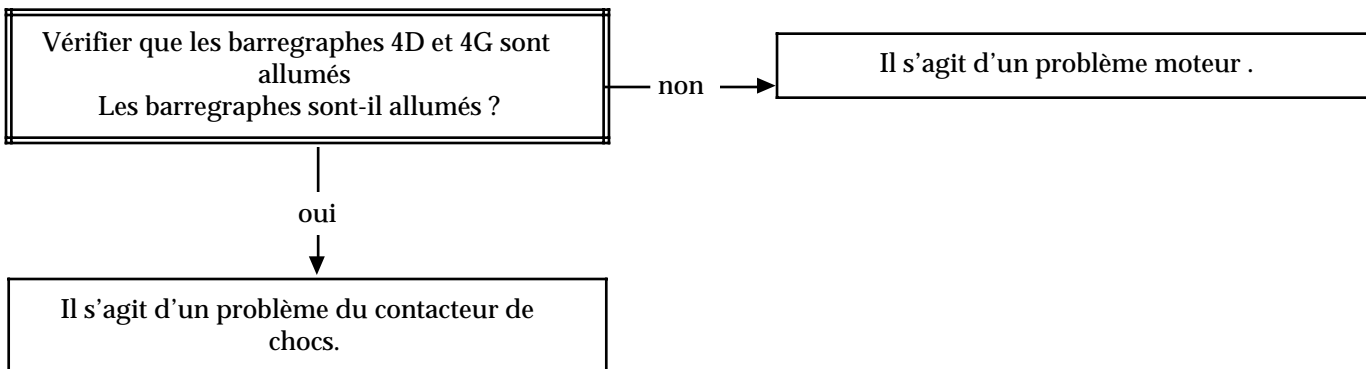 Vérifier que les barregraphes 4D et 4G sont
allumés
Les barregraphes sont-il allumés ?
non
Il s’agit d’un problème moteur .
oui
Il s’agit d’un problème du contacteur de
chocs.